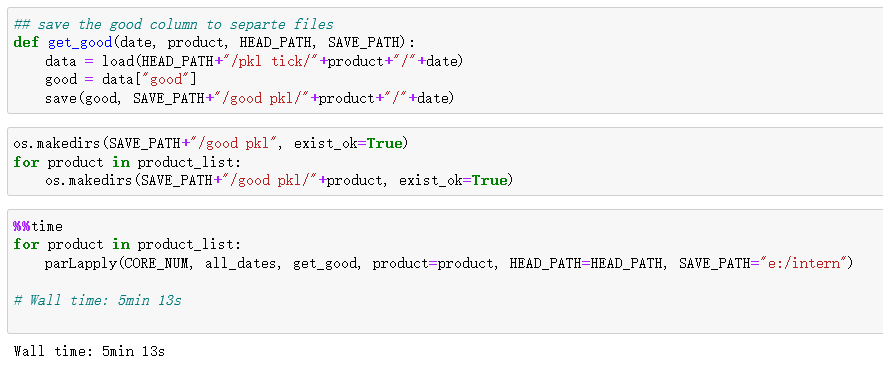 ## save the good column to separte files
def get_good(date, product, HEAD_PATH, SAVE_PATH):
    data = load(HEAD_PATH+"/pkl tick/"+product+"/"+date)
    good = data["good"]
    save(good, SAVE_PATH+"/good pkl/"+product+"/"+date)
os.makedirs(SAVE_PATH+"/good pkl", exist_ok=True)
for product in product_list:
    os.makedirs(SAVE_PATH+"/good pkl/"+product, exist_ok=True)
%%time
for product in product_list:
    parLapply(CORE_NUM, all_dates, get_good, product=product, HEAD_PATH=HEAD_PATH, SAVE_PATH="e:/intern")
# Wall time: 5min 13s
Wall time: 5min 13s